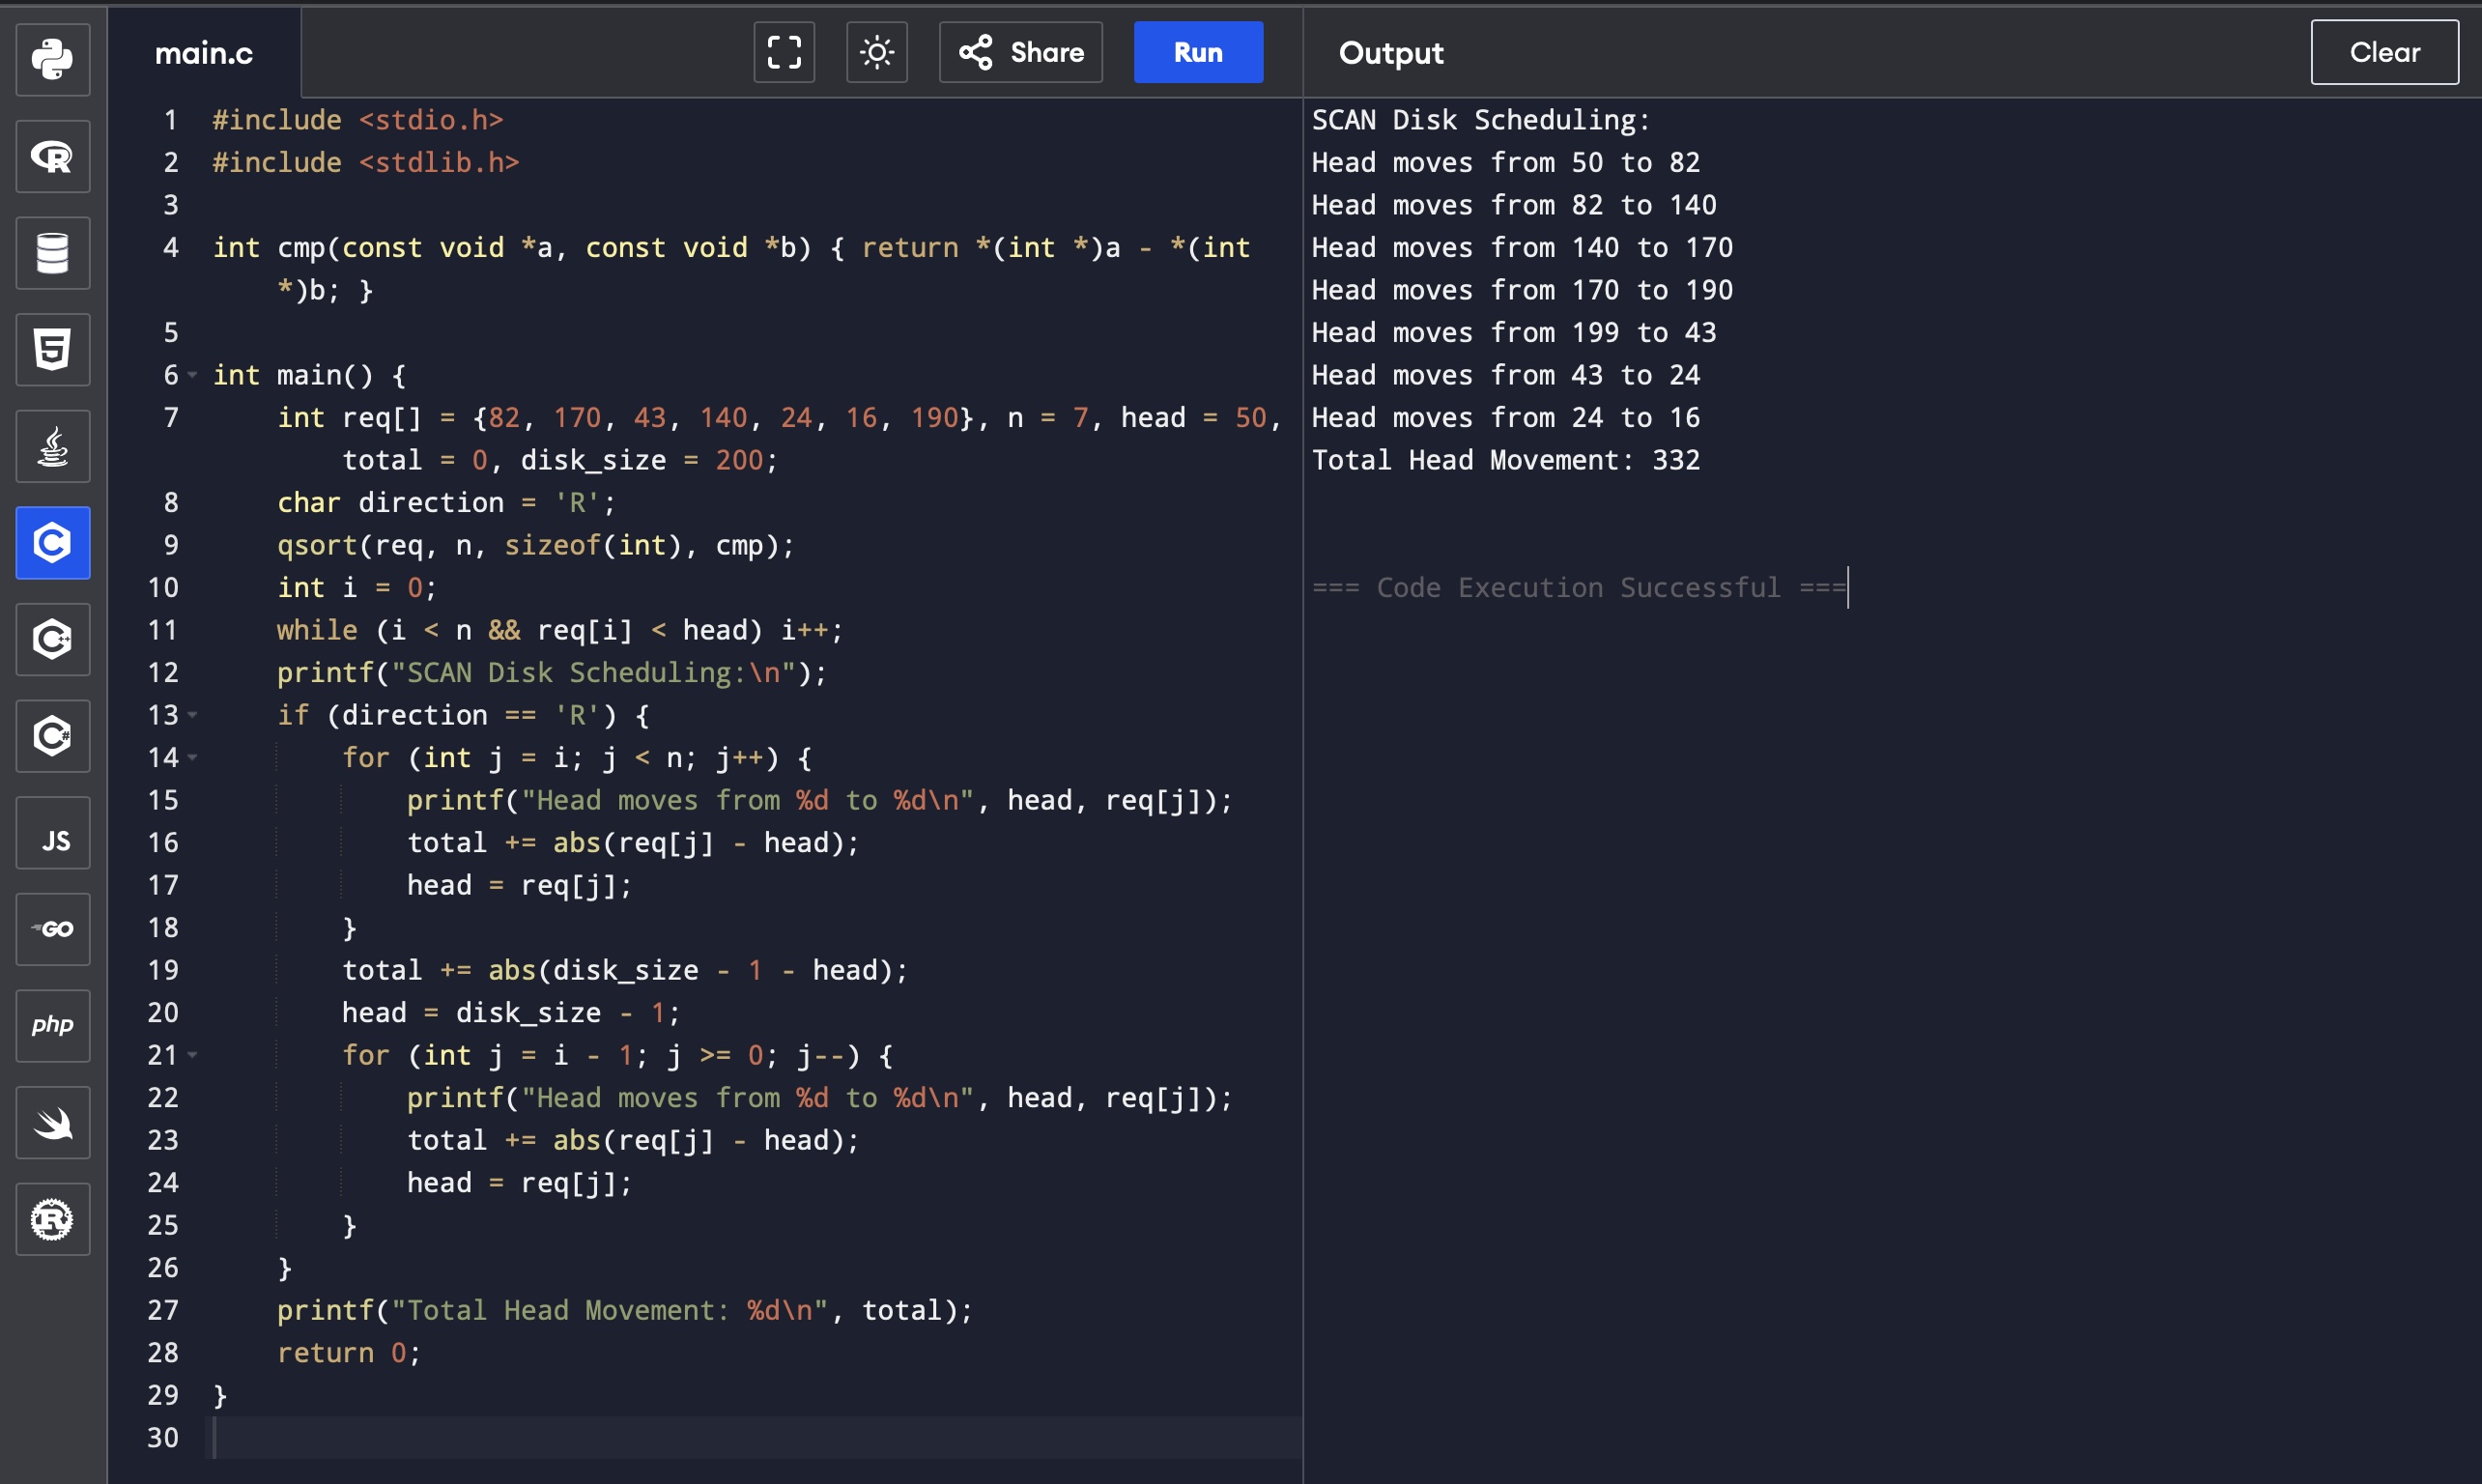 main.c
Share
Run
Output
Clear
1 #include <stdio.h>
2 #include <stdlib.h>
3
4 int cmp(const void *a, const void *b) { return *(int *)a - *(int
*)b; }
5
6 int main() {
7 int req[] = {82, 170, 43, 140, 24, 16, 190}, n = 7, head = 50,
total = 0, disk_size = 200;
8 char direction = 'R';
9 qsort(req, n, sizeof(int), cmp);
10 int i = 0;
11 while (i < n && req[i] < head) i++;
12 printf("SCAN Disk Scheduling:\n");
13 if (direction == 'R') {
14 for (int j = i; j < n; j++) {
15 printf("Head moves from %d to %d\n", head, req[j]);
16 total += abs(req[j] - head);
17 head = req[j];
18 }
19 total += abs(disk_size - 1 - head);
20 head = disk_size - 1;
21 for (int j = i - 1; j >= 0; j--) {
22 printf("Head moves from %d to %d\n", head, req[j]);
23 total += abs(req[j] - head);
24 head = req[j];
25 }
26 }
27 printf("Total Head Movement: %d\n", total);
28 return 0;
29 }
30
SCAN Disk Scheduling:
Head moves from 50 to 82
Head moves from 82 to 140
Head moves from 140 to 170
Head moves from 170 to 190
Head moves from 199 to 43
Head moves from 43 to 24
Head moves from 24 to 16
Total Head Movement: 332
=== Code Execution Successful ===
R
5
C
C++
C#
JS
GO
php
R